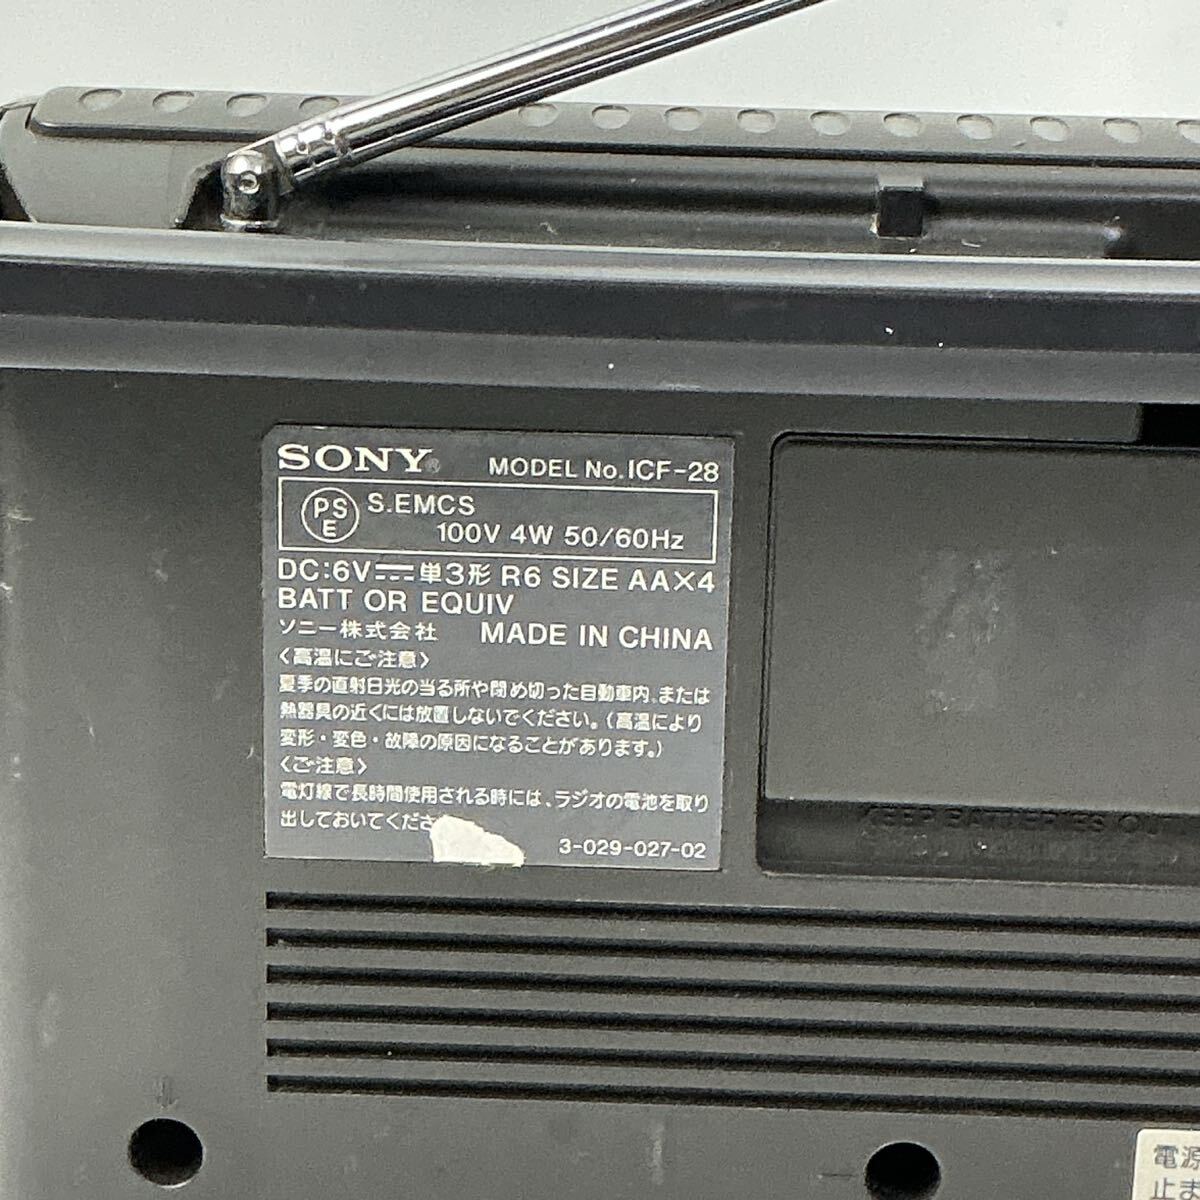 SONY®
MODEL No. ICF-28
PS
E
S.EMCS
100V 4W 50/60Hz
DC:6V⎓単3形 R6 SIZE AA×4
BATT OR EQUIV
ソニー株式会社 MADE IN CHINA
〈高温にご注意〉
夏季の直射日光の当る所や閉め切った自動車内、または
熱器具の近くには放置しないでください。(高温により
変形・変色・故障の原因になることがあります。)
〈ご注意〉
電灯線で長時間使用される時には、ラジオの電池を取り
出しておいてくださ
3-029-027-02
KEEP BATTERIES OU
電源
止ま